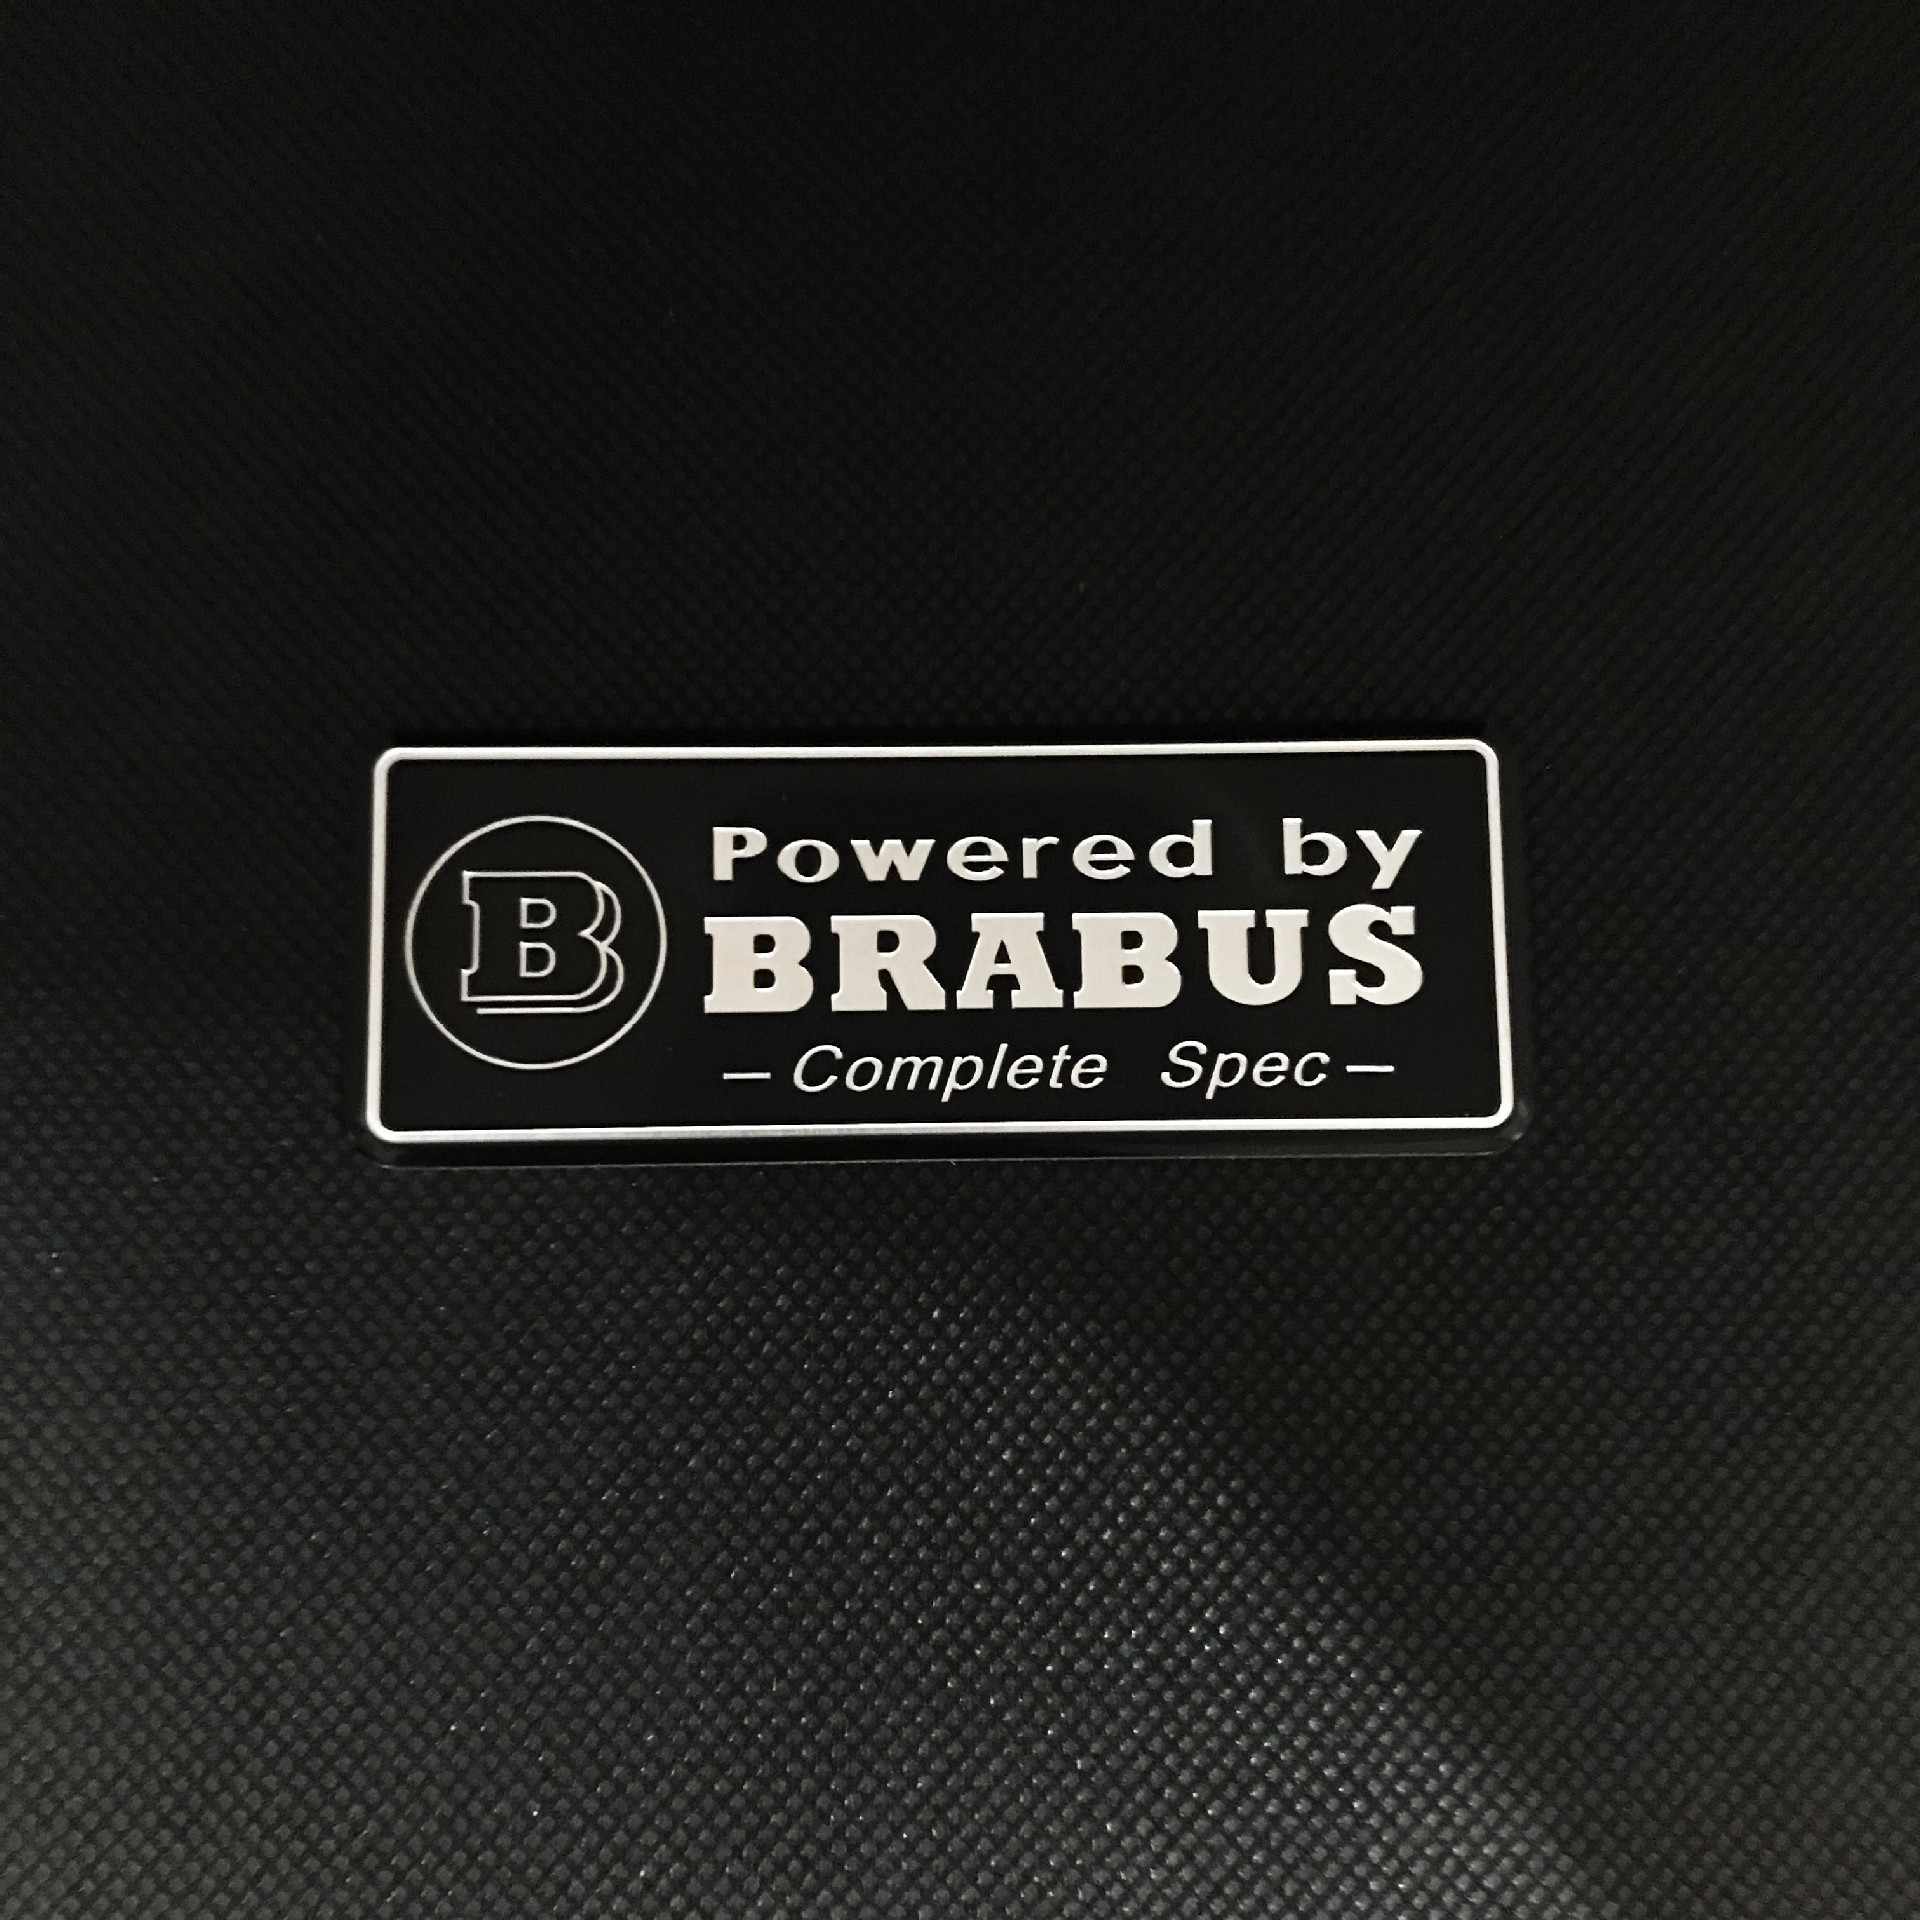 B
Powered by
BRABUS
—Complete Spec—